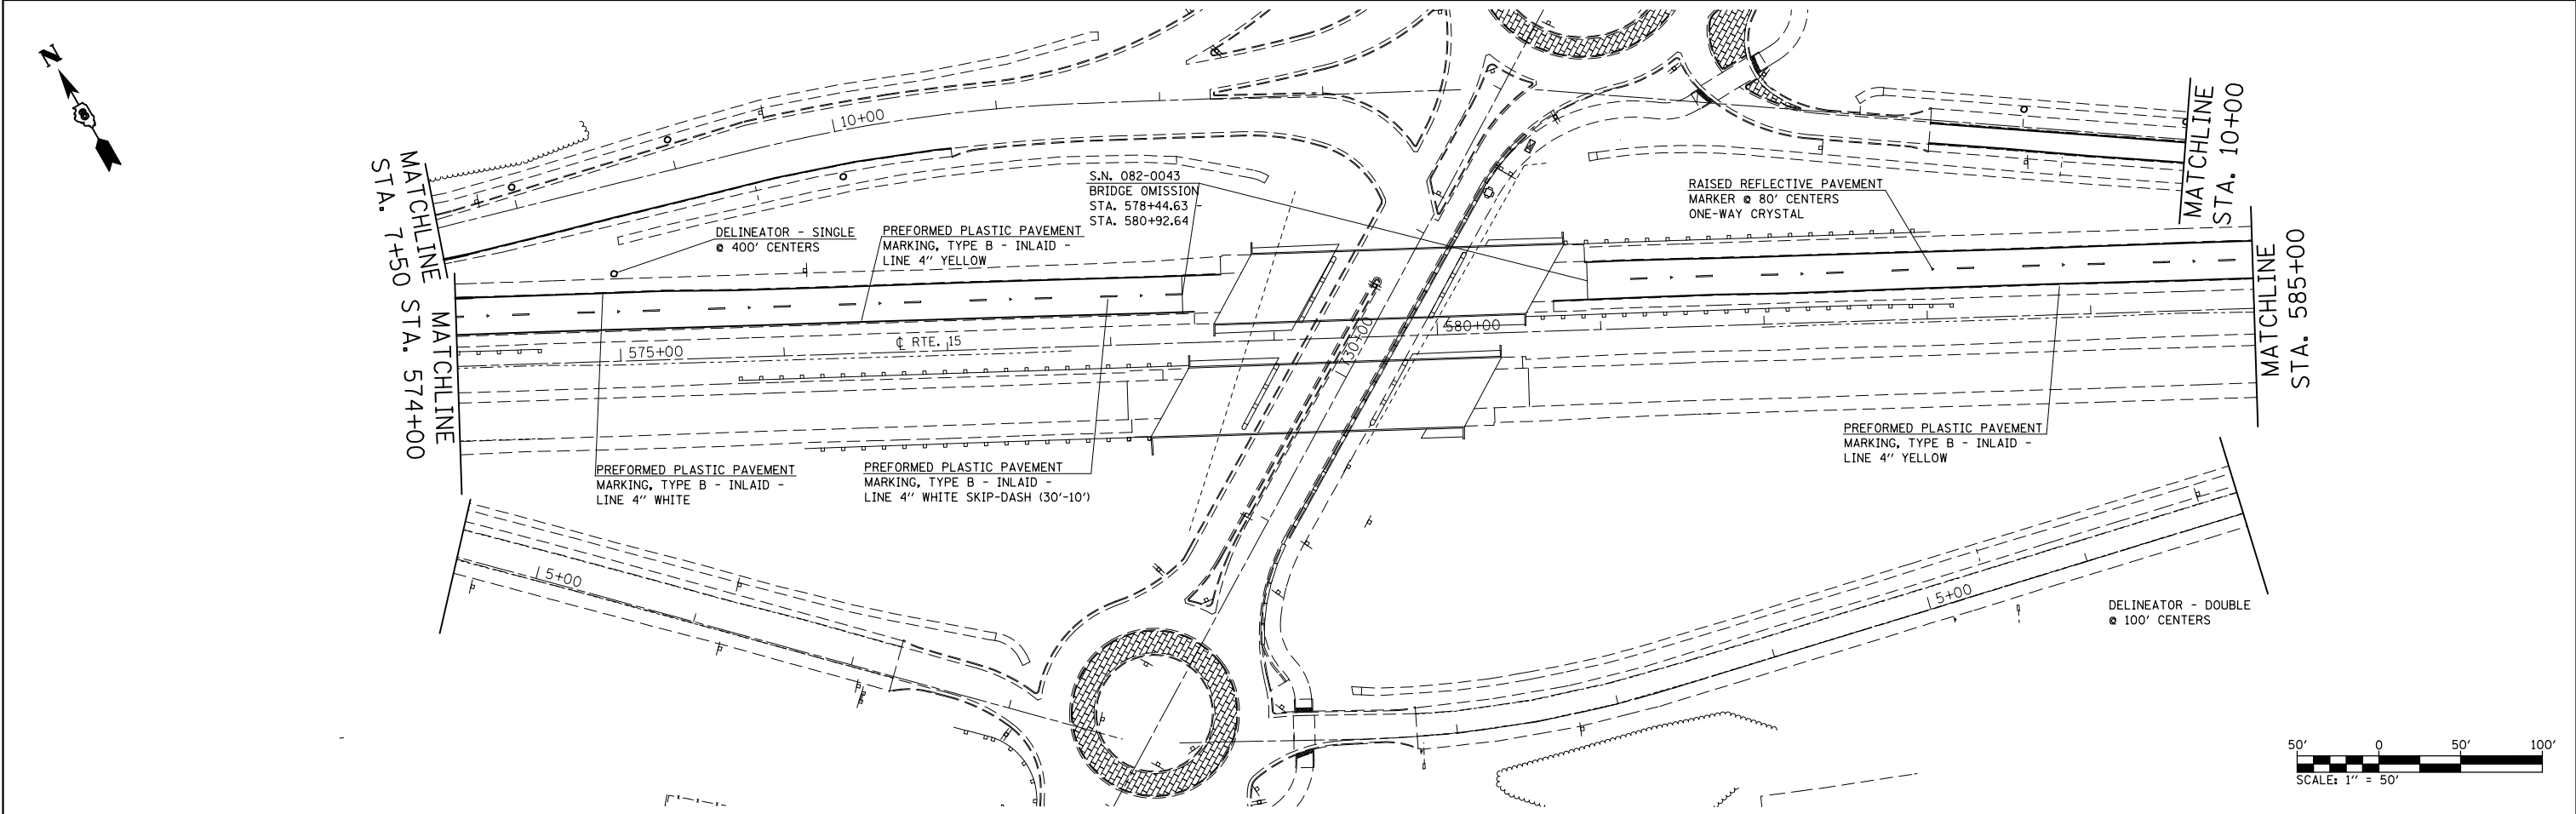 N
10+00
MATCHLINE
STA. 7+50
MATCHLINE
STA. 574+00
MATCHLINE
STA. 10+00
MATCHLINE
STA. 585+00
S.N. 082-0043
BRIDGE OMISSION
STA. 578+44.63 -
STA. 580+92.64
RAISED REFLECTIVE PAVEMENT
MARKER @ 80' CENTERS
ONE-WAY CRYSTAL
DELINEATOR - SINGLE
@ 400' CENTERS
PREFORMED PLASTIC PAVEMENT
MARKING, TYPE B - INLAID -
LINE 4" YELLOW
575+00
℄ RTE. 15
130+00
580+00
PREFORMED PLASTIC PAVEMENT
MARKING, TYPE B - INLAID -
LINE 4" WHITE
PREFORMED PLASTIC PAVEMENT
MARKING, TYPE B - INLAID -
LINE 4" WHITE SKIP-DASH (30'-10')
PREFORMED PLASTIC PAVEMENT
MARKING, TYPE B - INLAID -
LINE 4" YELLOW
5+00
5+00
DELINEATOR - DOUBLE
@ 100' CENTERS
50' 0 50' 100'
SCALE: 1" = 50'